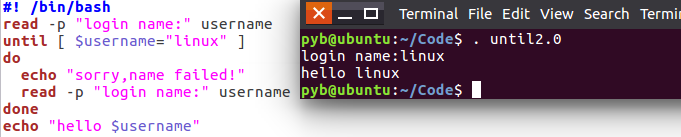 #! /bin/bash
read -p "login name:" username
until [ $username="linux" ]
do
  echo "sorry,name failed!"
  read -p "login name:" username
done
echo "hello $username"
Terminal File Edit View Search Termin
pyb@ubuntu:~/Code$ . until2.0
login name:linux
hello linux
pyb@ubuntu:~/Code$